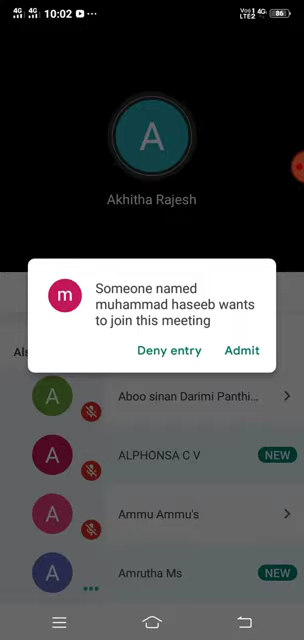 4G 4G 10:02
Vo) 1 4G
LTE2
86
A
Akhitha Rajesh
m
Someone named
muhammad haseeb wants
to join this meeting
Deny entry Admit
Als
A Aboo sinan Darimi Panthi...
A ALPHONSA C V NEW
A Ammu Ammu's
A Amrutha Ms NEW